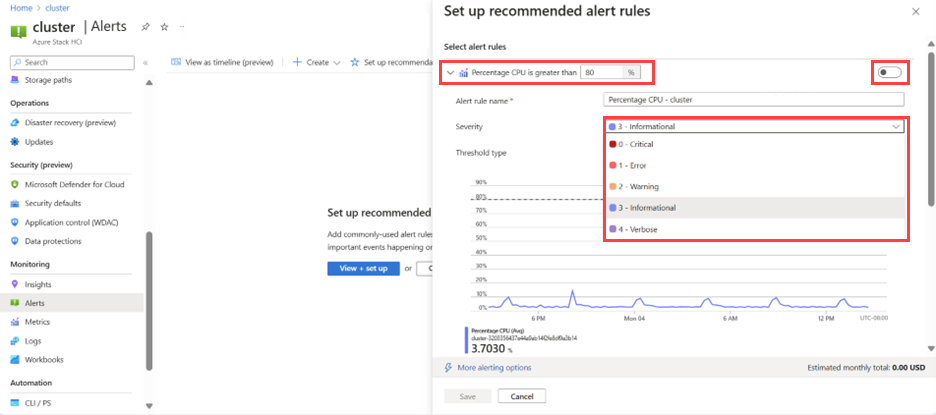 Home > cluster
cluster | Alerts
Azure Stack HCI
Search
Storage paths
Operations
Disaster recovery (preview)
Updates
Security (preview)
Microsoft Defender for Cloud
Security defaults
Application control (WDAC)
Data protections
Monitoring
Insights
Alerts
Metrics
Logs
Workbooks
Automation
CLI / PS
View as timeline (preview)
Create
Set up recommenda
Set up recommended
Add commonly-used alert rules
important events happening or
View + set up
or
Set up recommended alert rules
Select alert rules
Percentage CPU is greater than 80 %
Alert rule name *
Percentage CPU - cluster
Severity
3 - Informational
0 - Critical
1 - Error
2 - Warning
3 - Informational
4 - Verbose
Threshold type
90%
80%
70%
60%
50%
40%
30%
20%
10%
0%
6 PM
Mon 04
6 AM
12 PM
UTC-08:00
Percentage CPU (Avg)
3.7030 %
More alerting options
Estimated monthly total: 0.00 USD
Save
Cancel